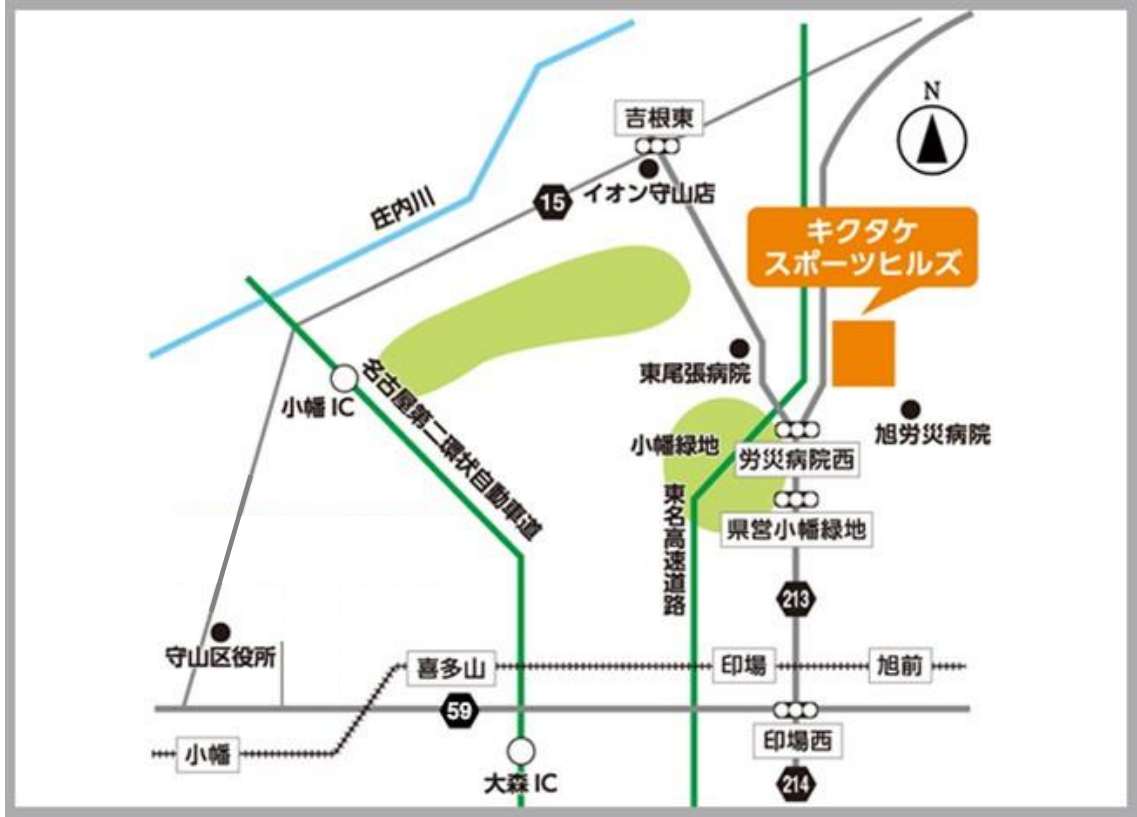 N
吉根東
イオン守山店
15
庄内川
キクタケ
スポーツヒルズ
東尾張病院
小幡IC
名古屋第二環状自動車道
旭労災病院
小幡緑地
労災病院西
東名高速道路
県営小幡緑地
213
守山区役所
喜多山
印場
旭前
59
小幡
印場西
大森IC
214